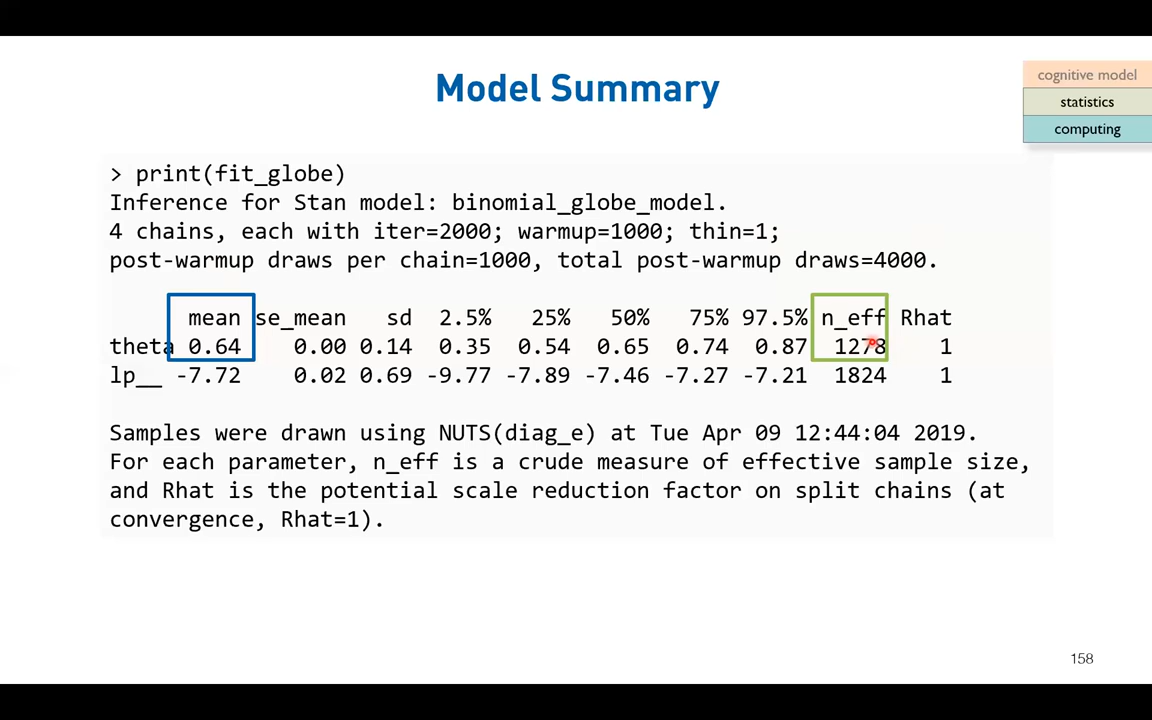 Model Summary
cognitive model
statistics
computing
> print(fit_globe)
Inference for Stan model: binomial_globe_model.
4 chains, each with iter=2000; warmup=1000; thin=1;
post-warmup draws per chain=1000, total post-warmup draws=4000.
mean se_mean sd 2.5% 25% 50% 75% 97.5% n_eff Rhat
theta 0.64 0.00 0.14 0.35 0.54 0.65 0.74 0.87 1278 1
lp__ -7.72 0.02 0.69 -9.77 -7.89 -7.46 -7.27 -7.21 1824 1
Samples were drawn using NUTS(diag_e) at Tue Apr 09 12:44:04 2019.
For each parameter, n_eff is a crude measure of effective sample size,
and Rhat is the potential scale reduction factor on split chains (at
convergence, Rhat=1).
158